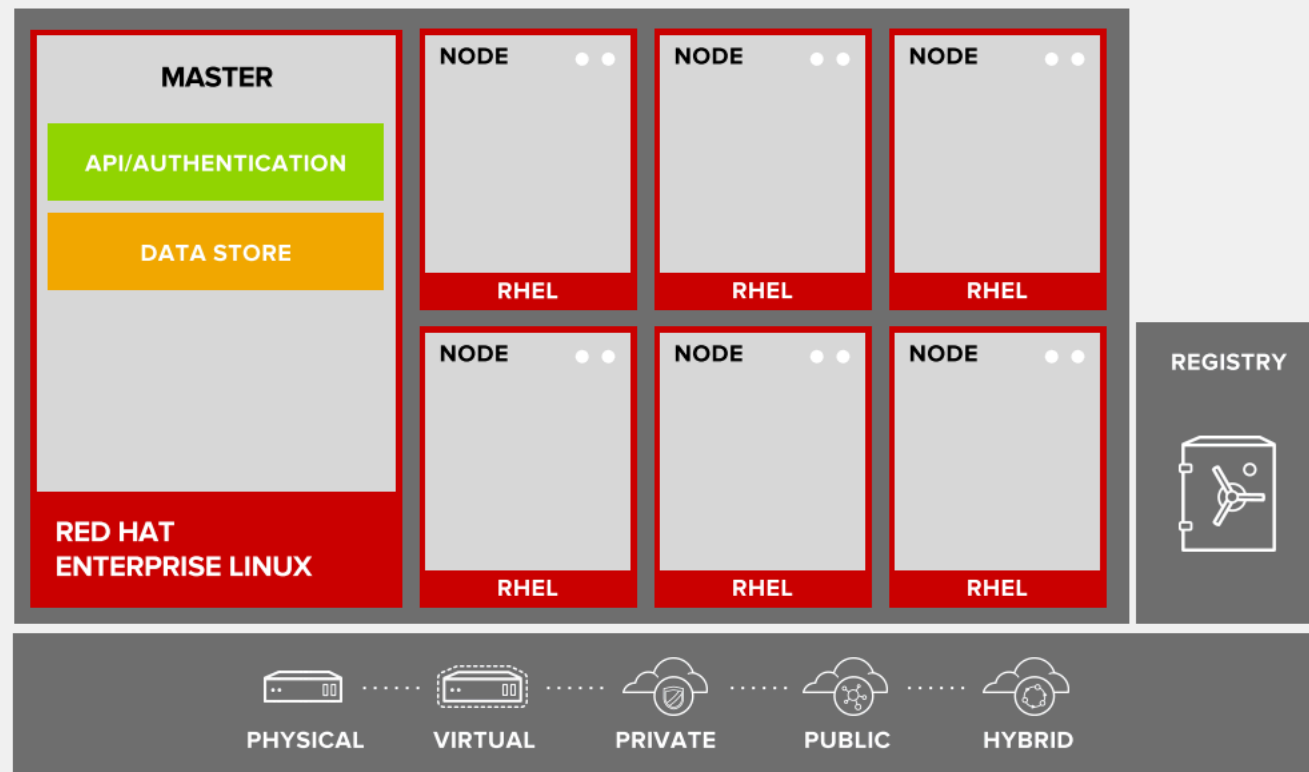 MASTER
API/AUTHENTICATION
DATA STORE
RED HAT
ENTERPRISE LINUX
NODE
RHEL
NODE
RHEL
NODE
RHEL
NODE
RHEL
NODE
RHEL
NODE
RHEL
REGISTRY
PHYSICAL
VIRTUAL
PRIVATE
PUBLIC
HYBRID